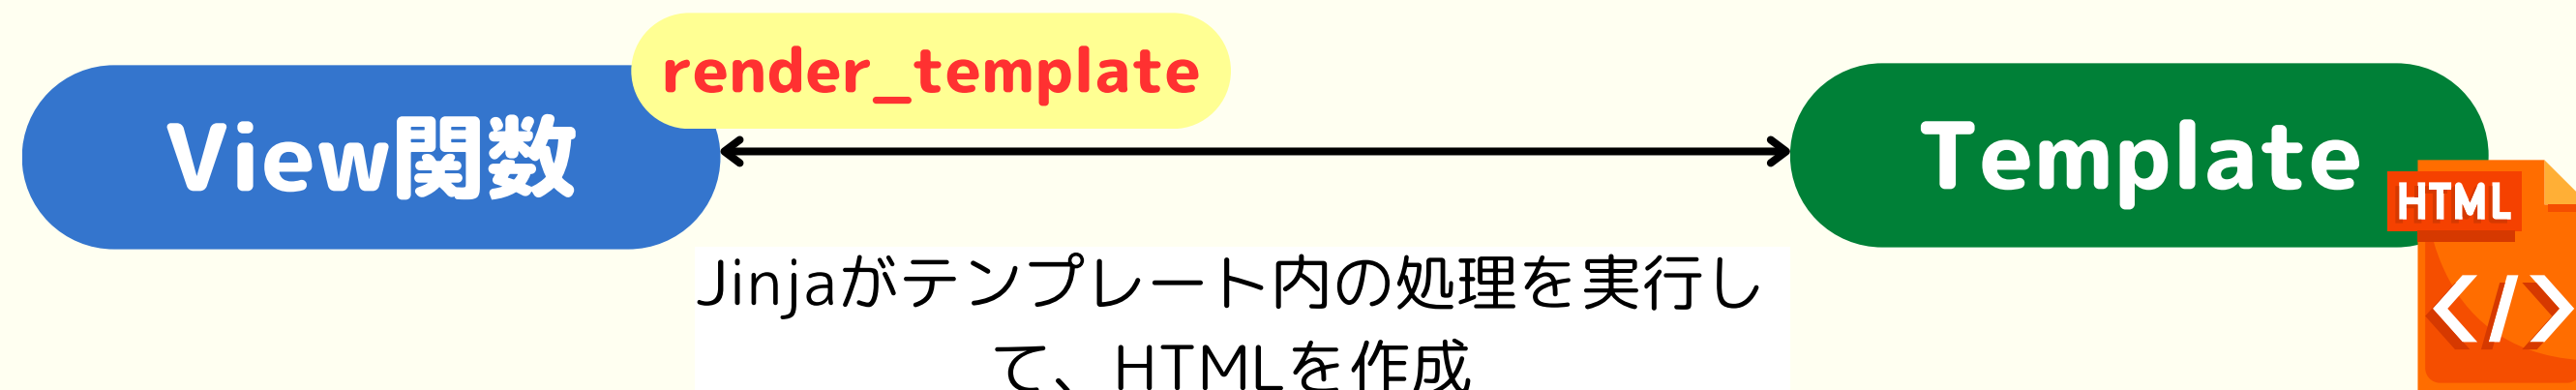 render_template
View関数
Template
HTML
</>
Jinjaがテンプレート内の処理を実行し
て、HTMLを作成